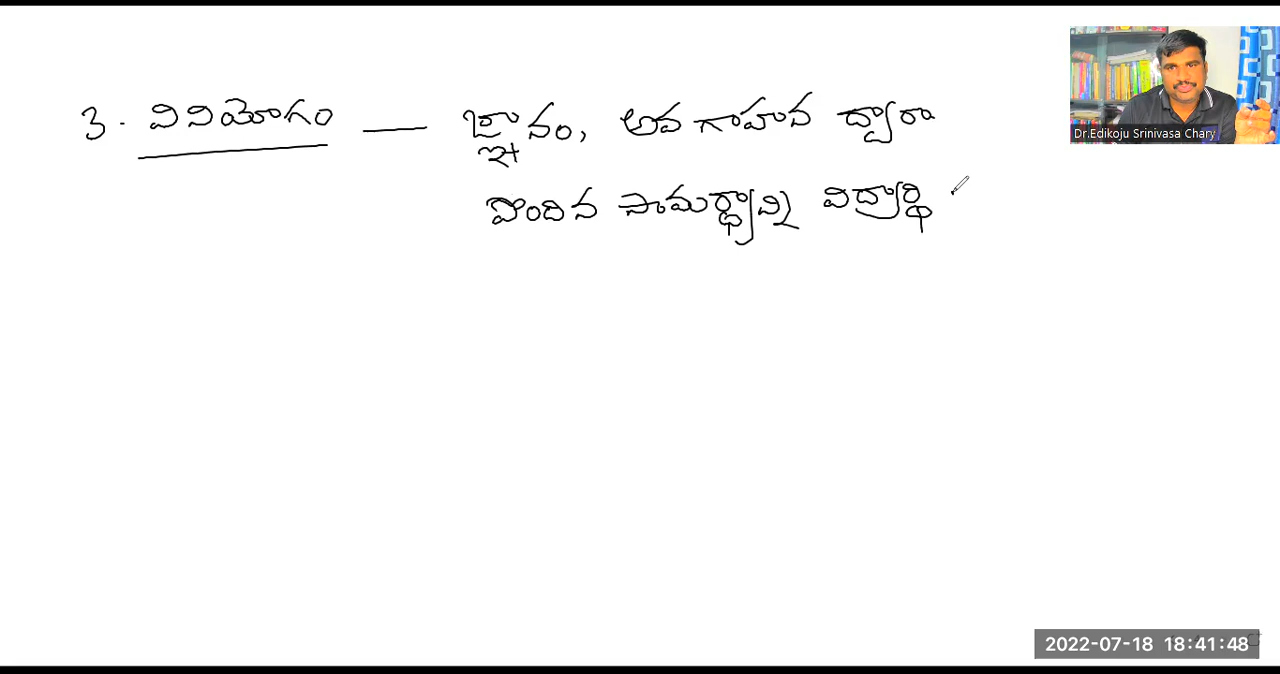 3. వినియోగం — జ్ఞానం, అవగాహన ద్వారా
పొందిన సామర్థ్యాన్ని విద్యార్థి
Dr.Edikoju Srinivasa Chary
2022-07-18 18:41:48